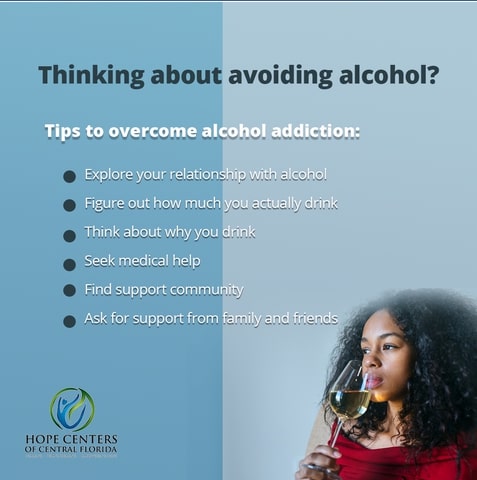 Thinking about avoiding alcohol?
Tips to overcome alcohol addiction:
Explore your relationship with alcohol
Figure out how much you actually drink
Think about why you drink
Seek medical help
Find support community
Ask for support from family and friends
HOPE CENTERS
OF CENTRAL FLORIDA